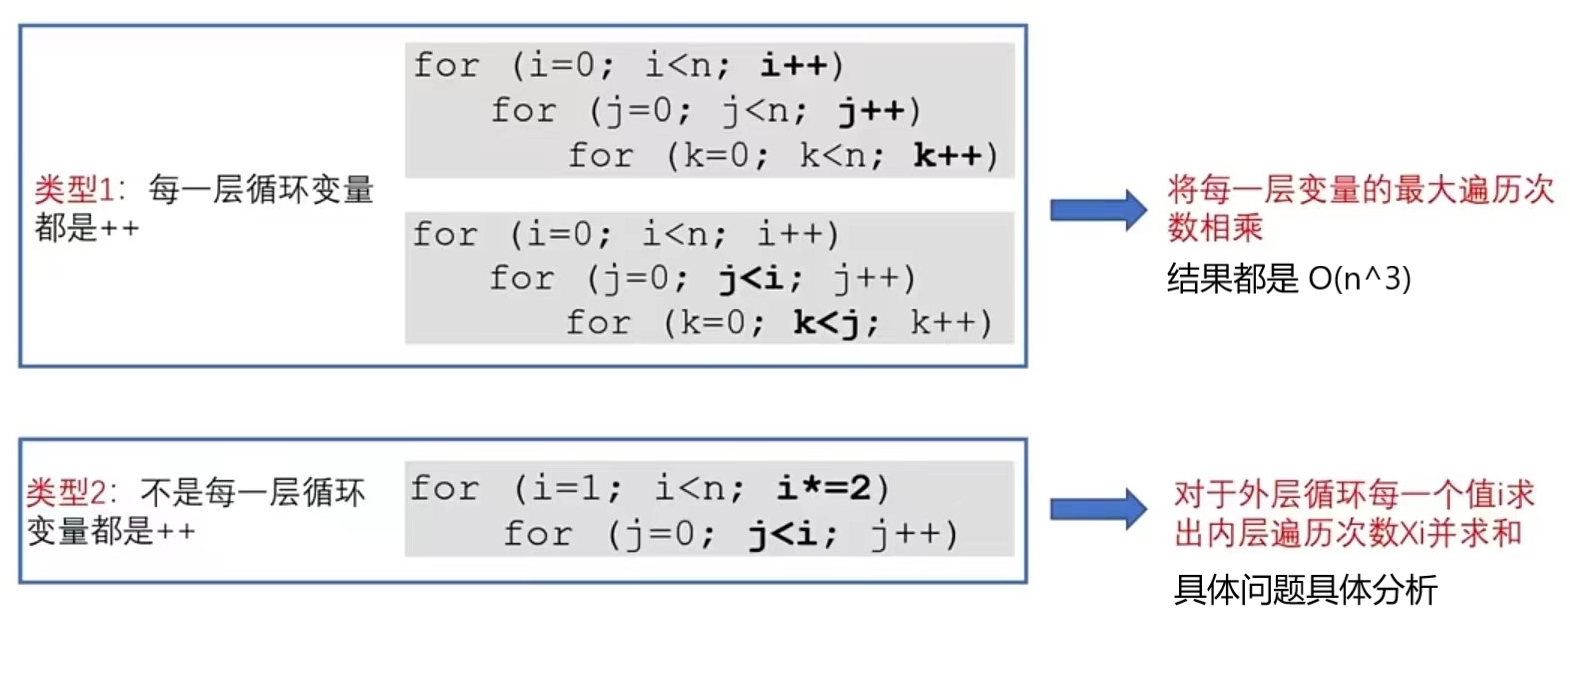 for (i=0; i<n; i++)
for (j=0; j<n; j++)
for (k=0; k<n; k++)
类型1：每一层循环变量
都是++
for (i=0; i<n; i++)
for (j=0; j<i; j++)
for (k=0; k<j; k++)
将每一层变量的最大遍历次
数相乘
结果都是 O(n^3)
类型2：不是每一层循环
变量都是++
for (i=1; i<n; i*=2)
for (j=0; j<i; j++)
对于外层循环每一个值i求
出内层遍历次数Xi并求和
具体问题具体分析